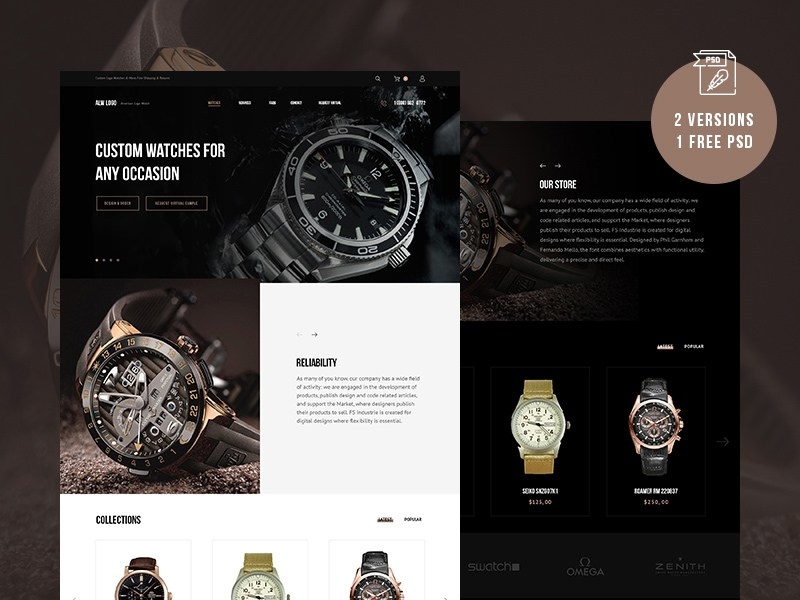 Custom Logo Watches & More, Free Shipping & Returns
ALW LOGO
WATCHES
SERVICES
FAQS
CONTACT
REQUEST VIRTUAL
CUSTOM WATCHES FOR
ANY OCCASION
DESIGN & ORDER
REQUEST VIRTUAL SAMPLE
OMEGA
RELIABILITY
As many of you know, our company has a wide field
of activity: we are engaged in the development of
products, publish design and code related articles,
and support the Market, where designers publish
their products to sell. FS Industrie is created for
digital designs where flexibility is essential.
COLLECTIONS
LATEST
POPULAR
PSD
2 VERSIONS
1 FREE PSD
OUR STORE
As many of you know, our company has a wide field of activity: we
are engaged in the development of products, publish design and
code related articles, and support the Market, where designers
publish their products to sell. FS Industrie is created for digital
designs where flexibility is essential. Designed by Phil Garnham and
Fernando Mello, the font combines aesthetics with functional utility,
delivering a precise and direct feel.
LATEST
POPULAR
SEIKO SNZG07K1
$125,00
ROAMER RM 220837
$250,00
swatch
OMEGA
ZENITH